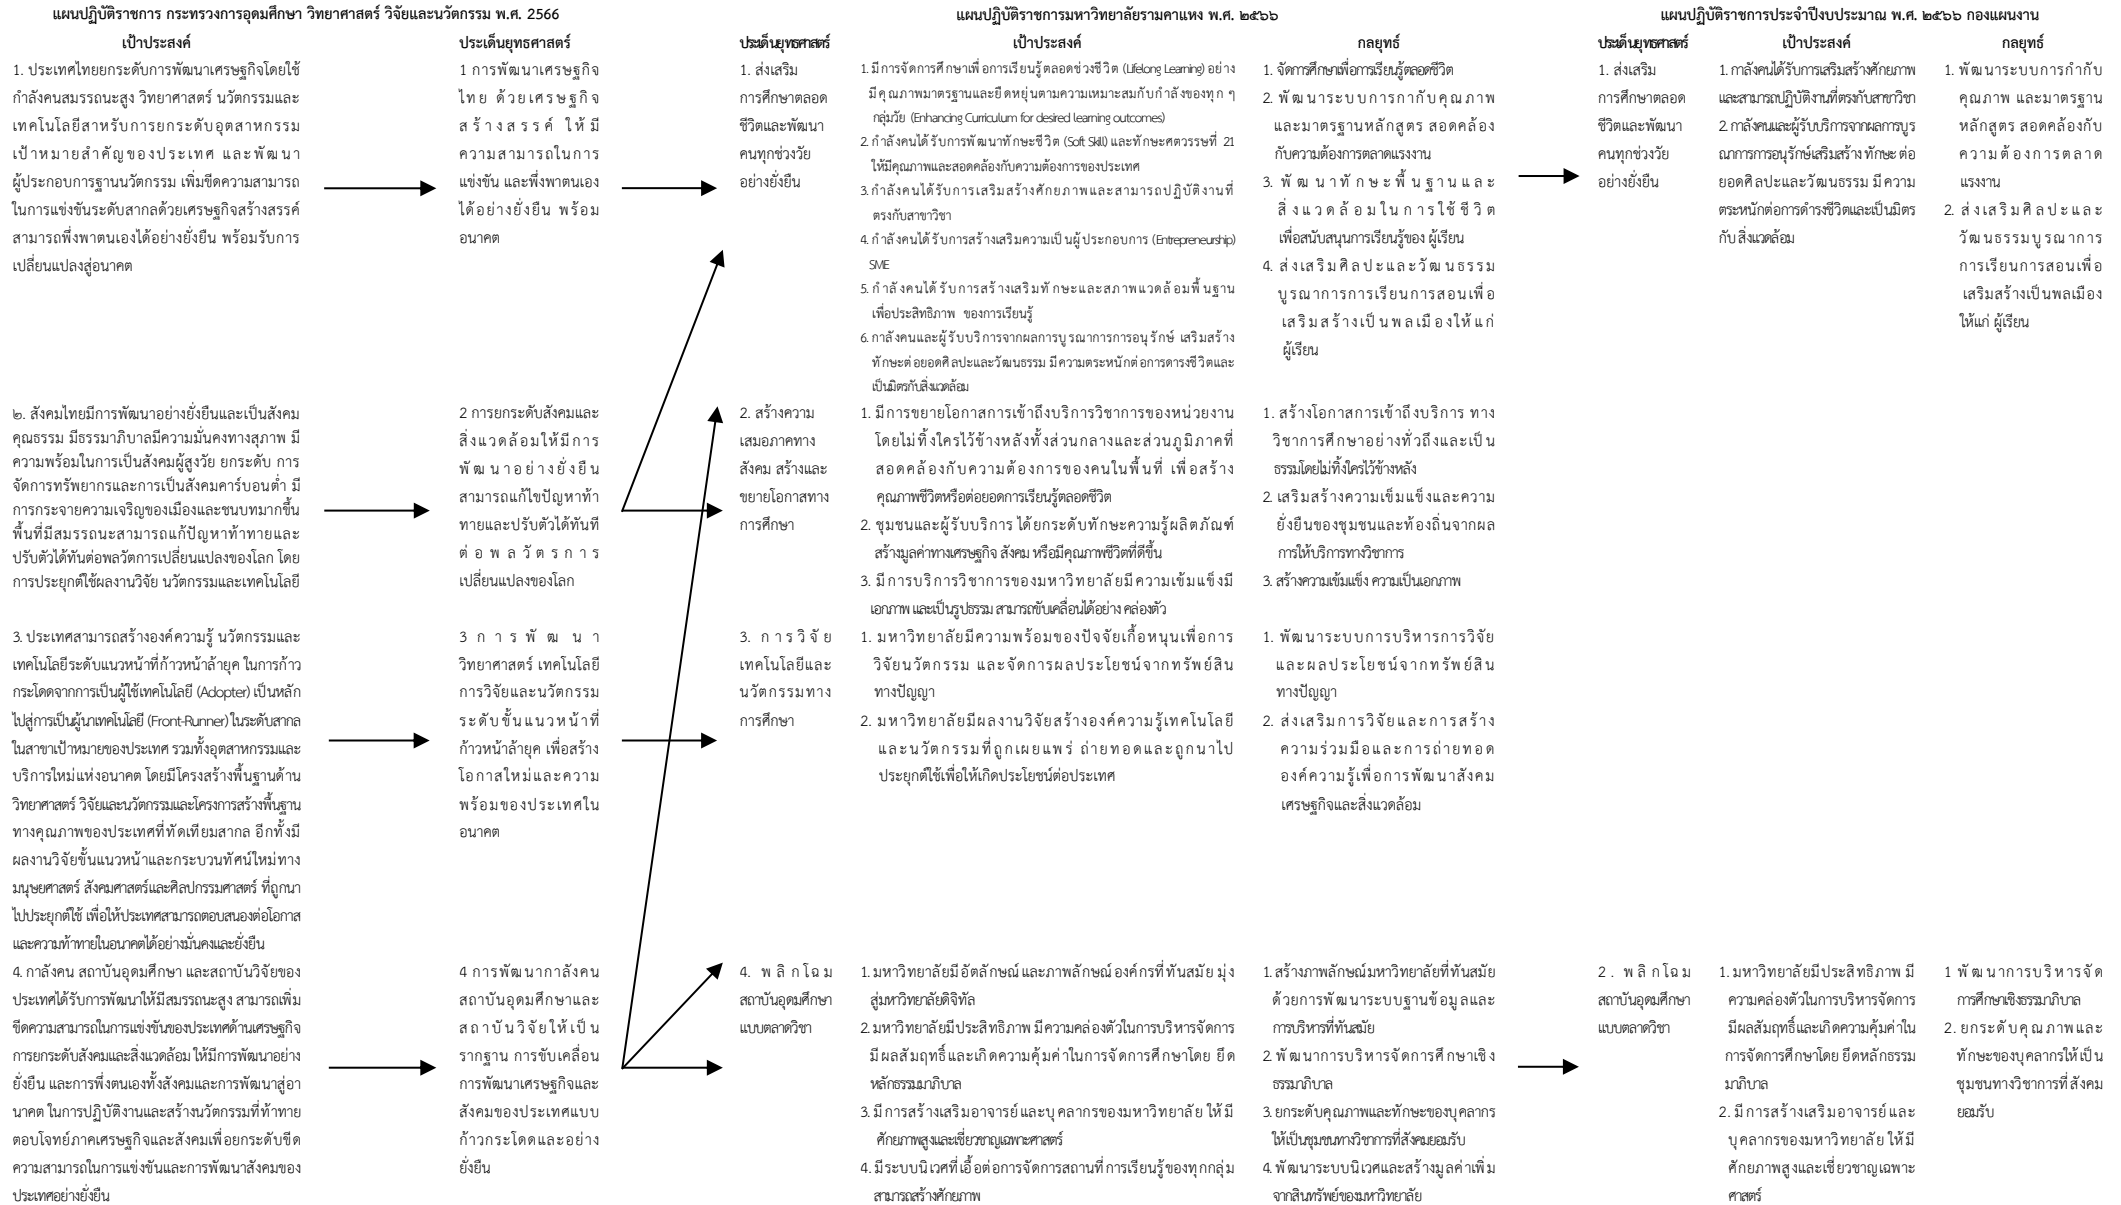 แผนปฏิบัติราชการ กระทรวงการอุดมศึกษา วิทยาศาสตร์ วิจัยและนวัตกรรม พ.ศ. 2566
เป้าประสงค์
1. ประเทศไทยยกระดับการพัฒนาเศรษฐกิจโดยใช้
กำลังคนสมรรถนะสูง วิทยาศาสตร์ นวัตกรรมและ
เทคโนโลยีสาหรับการยกระดับอุตสาหกรรม
เป้าหมายสำคัญของประเทศ และพัฒนา
ผู้ประกอบการฐานนวัตกรรม เพิ่มขีดความสามารถ
ในการแข่งขันระดับสากลด้วยเศรษฐกิจสร้างสรรค์
สามารถพึ่งพาตนเองได้อย่างยั่งยืน พร้อมรับการ
เปลี่ยนแปลงสู่อนาคต
๒. สังคมไทยมีการพัฒนาอย่างยั่งยืนและเป็นสังคม
คุณธรรม มีธรรมาภิบาลมีความมั่นคงทางสุภาพ มี
ความพร้อมในการเป็นสังคมผู้สูงวัย ยกระดับ การ
จัดการทรัพยากรและการเป็นสังคมคาร์บอนต่ำ มี
การกระจายความเจริญของเมืองและชนบทมากขึ้น
พื้นที่มีสมรรถนะสามารถแก้ปัญหาท้าทายและ
ปรับตัวได้ทันต่อพลวัตการเปลี่ยนแปลงของโลก โดย
การประยุกต์ใช้ผลงานวิจัย นวัตกรรมและเทคโนโลยี
3. ประเทศสามารถสร้างองค์ความรู้ นวัตกรรมและ
เทคโนโลยีระดับแนวหน้าที่ก้าวหน้าล้ายุค ในการก้าว
กระโดดจากการเป็นผู้ใช้เทคโนโลยี (Adopter) เป็นหลัก
ไปสู่การเป็นผู้นาเทคโนโลยี (Front-Runner) ในระดับสากล
ในสาขาเป้าหมายของประเทศ รวมทั้งอุตสาหกรรมและ
บริการใหม่แห่งอนาคต โดยมีโครงสร้างพื้นฐานด้าน
วิทยาศาสตร์ วิจัยและนวัตกรรมและโครงการสร้างพื้นฐาน
ทางคุณภาพของประเทศที่ทัดเทียมสากล อีกทั้งมี
ผลงานวิจัยขั้นแนวหน้าและกระบวนทัศน์ใหม่ทาง
มนุษยศาสตร์ สังคมศาสตร์และศิลปกรรมศาสตร์ ที่ถูกนา
ไปประยุกต์ใช้ เพื่อให้ประเทศสามารถตอบสนองต่อโอกาส
และความท้าทายในอนาคตได้อย่างมั่นคงและยั่งยืน
4. กาลังคน สถาบันอุดมศึกษา และสถาบันวิจัยของ
ประเทศได้รับการพัฒนาให้มีสมรรถนะสูง สามารถเพิ่ม
ขีดความสามารถในการแข่งขันของประเทศด้านเศรษฐกิจ
การยกระดับสังคมและสิ่งแวดล้อม ให้มีการพัฒนาอย่าง
ยั่งยืน และการพึ่งตนเองทั้งสังคมและการพัฒนาสู่อา
นาคต ในการปฏิบัติงานและสร้างนวัตกรรมที่ท้าทาย
ตอบโจทย์ภาคเศรษฐกิจและสังคมเพื่อยกระดับขีด
ความสามารถในการแข่งขันและการพัฒนาสังคมของ
ประเทศอย่างยั่งยืน
ประเด็นยุทธศาสตร์
1 การพัฒนาเศรษฐกิจ
ไทย ด้วยเศรษฐกิจ
สร้างสรรค์ ให้มี
ความสามารถในการ
แข่งขัน และพึ่งพาตนเอง
ได้อย่างยั่งยืน พร้อม
อนาคต
2 การยกระดับสังคมและ
สิ่งแวดล้อมให้มีการ
พัฒนาอย่างยั่งยืน
สามารถแก้ไขปัญหาท้า
ทายและปรับตัวได้ทันที
ต่อพลวัตรการ
เปลี่ยนแปลงของโลก
3 การพัฒนา
วิทยาศาสตร์ เทคโนโลยี
การวิจัยและนวัตกรรม
ระดับขั้นแนวหน้าที่
ก้าวหน้าล้ายุค เพื่อสร้าง
โอกาสใหม่และความ
พร้อมของประเทศใน
อนาคต
4 การพัฒนากาลังคน
สถาบันอุดมศึกษาและ
สถาบันวิจัยให้เป็น
รากฐาน การขับเคลื่อน
การพัฒนาเศรษฐกิจและ
สังคมของประเทศแบบ
ก้าวกระโดดและอย่าง
ยั่งยืน
แผนปฏิบัติราชการมหาวิทยาลัยรามคาแหง พ.ศ. ๒๕๖๖
ประเด็นยุทธศาสตร์
1. ส่งเสริม
การศึกษาตลอด
ชีวิตและพัฒนา
คนทุกช่วงวัย
อย่างยั่งยืน
2. สร้างความ
เสมอภาคทาง
สังคม สร้างและ
ขยายโอกาสทาง
การศึกษา
3. การวิจัย
เทคโนโลยีและ
นวัตกรรมทาง
การศึกษา
4. พลิกโฉม
สถาบันอุดมศึกษา
แบบตลาดวิชา
เป้าประสงค์
1. มีการจัดการศึกษาเพื่อการเรียนรู้ตลอดช่วงชีวิต (Lifelong Learning) อย่าง
มีคุณภาพมาตรฐานและยืดหยุ่นตามความเหมาะสมกับกำลังของทุก ๆ
กลุ่มวัย (Enhancing Curriculum for desired learning outcomes)
2. กำลังคนได้รับการพัฒนาทักษะชีวิต (Soft Skill) และทักษะศตวรรษที่ 21
ให้มีคุณภาพและสอดคล้องกับความต้องการของประเทศ
3. กำลังคนได้รับการเสริมสร้างศักยภาพและสามารถปฏิบัติงานที่
ตรงกับสาขาวิชา
4. กำลังคนได้รับการสร้างเสริมความเป็นผู้ประกอบการ (Entrepreneurship)
SME
5. กำลังคนได้รับการสร้างเสริมทักษะและสภาพแวดล้อมพื้นฐาน
เพื่อประสิทธิภาพ ของการเรียนรู้
6. กาลังคนและผู้รับบริการจากผลการบูรณาการการอนุรักษ์ เสริมสร้าง
ทักษะต่อยอดศิลปะและวัฒนธรรม มีความตระหนักต่อการดารงชีวิตและ
เป็นมิตรกับสิ่งแวดล้อม
1. มีการขยายโอกาสการเข้าถึงบริการวิชาการของหน่วยงาน
โดยไม่ทิ้งใครไว้ข้างหลังทั้งส่วนกลางและส่วนภูมิภาคที่
สอดคล้องกับความต้องการของคนในพื้นที่ เพื่อสร้าง
คุณภาพชีวิตหรือต่อยอดการเรียนรู้ตลอดชีวิต
2. ชุมชนและผู้รับบริการ ได้ยกระดับทักษะความรู้ผลิตภัณฑ์
สร้างมูลค่าทางเศรษฐกิจ สังคม หรือมีคุณภาพชีวิตที่ดีขึ้น
3. มีการบริการวิชาการของมหาวิทยาลัยมีความเข้มแข็งมี
เอกภาพ และเป็นรูปธรรม สามารถขับเคลื่อนได้อย่าง คล่องตัว
1. มหาวิทยาลัยมีความพร้อมของปัจจัยเกื้อหนุนเพื่อการ
วิจัยนวัตกรรม และจัดการผลประโยชน์จากทรัพย์สิน
ทางปัญญา
2. มหาวิทยาลัยมีผลงานวิจัยสร้างองค์ความรู้เทคโนโลยี
และนวัตกรรมที่ถูกเผยแพร่ ถ่ายทอดและถูกนาไป
ประยุกต์ใช้เพื่อให้เกิดประโยชน์ต่อประเทศ
1. มหาวิทยาลัยมีอัตลักษณ์และภาพลักษณ์องค์กรที่ทันสมัย มุ่ง
สู่มหาวิทยาลัยดิจิทัล
2. มหาวิทยาลัยมีประสิทธิภาพ มีความคล่องตัวในการบริหารจัดการ
มีผลสัมฤทธิ์และเกิดความคุ้มค่าในการจัดการศึกษาโดย ยึด
หลักธรรมมาภิบาล
3. มีการสร้างเสริมอาจารย์และบุคลากรของมหาวิทยาลัย ให้มี
ศักยภาพสูงและเชี่ยวชาญเฉพาะศาสตร์
4. มีระบบนิเวศที่เอื้อต่อการจัดการสถานที่การเรียนรู้ของทุกกลุ่ม
สามารถสร้างศักยภาพ
กลยุทธ์
1. จัดการศึกษาเพื่อการเรียนรู้ตลอดชีวิต
2. พัฒนาระบบการกากับคุณภาพ
และมาตรฐานหลักสูตร สอดคล้อง
กับความต้องการตลาดแรงงาน
3. พัฒนาทักษะพื้นฐานและ
สิ่งแวดล้อมในการใช้ชีวิต
เพื่อสนับสนุนการเรียนรู้ของ ผู้เรียน
4. ส่งเสริมศิลปะและวัฒนธรรม
บูรณาการการเรียนการสอนเพื่อ
เสริมสร้างเป็นพลเมืองให้แก่
ผู้เรียน
1. สร้างโอกาสการเข้าถึงบริการ ทาง
วิชาการศึกษาอย่างทั่วถึงและเป็น
ธรรมโดยไม่ทิ้งใครไว้ข้างหลัง
2. เสริมสร้างความเข็มแข็งและความ
ยั่งยืนของชุมชนและท้องถิ่นจากผล
การให้บริการทางวิชาการ
3. สร้างความเข้มแข็ง ความเป็นเอกภาพ
1. พัฒนาระบบการบริหารการวิจัย
และผลประโยชน์จากทรัพย์สิน
ทางปัญญา
2. ส่งเสริมการวิจัยและการสร้าง
ความร่วมมือและการถ่ายทอด
องค์ความรู้เพื่อการพัฒนาสังคม
เศรษฐกิจและสิ่งแวดล้อม
1. สร้างภาพลักษณ์มหาวิทยาลัยที่ทันสมัย
ด้วยการพัฒนาระบบฐานข้อมูลและ
การบริหารที่ทันสมัย
2. พัฒนาการบริหารจัดการศึกษาเชิง
ธรรมาภิบาล
3. ยกระดับคุณภาพและทักษะของบุคลากร
ให้เป็นชุมชนทางวิชาการที่สังคมยอมรับ
4. พัฒนาระบบนิเวศและสร้างมูลค่าเพิ่ม
จากสินทรัพย์ของมหาวิทยาลัย
แผนปฏิบัติราชการประจำปีงบประมาณ พ.ศ. ๒๕๖๖ กองแผนงาน
ประเด็นยุทธศาสตร์
1. ส่งเสริม
การศึกษาตลอด
ชีวิตและพัฒนา
คนทุกช่วงวัย
อย่างยั่งยืน
2. พลิกโฉม
สถาบันอุดมศึกษา
แบบตลาดวิชา
เป้าประสงค์
1. กาลังคนได้รับการเสริมสร้างศักยภาพ
และสามารถปฏิบัติงานที่ตรงกับสาขาวิชา
2. กาลังคนและผู้รับบริการจากผลการบูร
ณาการการอนุรักษ์เสริมสร้าง ทักษะ ต่อ
ยอดศิลปะและวัฒนธรรม มีความ
ตระหนักต่อการดำรงชีวิตและเป็นมิตร
กับสิ่งแวดล้อม
1. มหาวิทยาลัยมีประสิทธิภาพ มี
ความคล่องตัวในการบริหารจัดการ
มีผลสัมฤทธิ์และเกิดความคุ้มค่าใน
การจัดการศึกษาโดย ยึดหลักธรรม
มาภิบาล
2. มีการสร้างเสริมอาจารย์และ
บุคลากรของมหาวิทยาลัย ให้มี
ศักยภาพสูงและเชี่ยวชาญเฉพาะ
ศาสตร์
กลยุทธ์
1. พัฒนาระบบการกำกับ
คุณภาพ และมาตรฐาน
หลักสูตร สอดคล้องกับ
ความต้องการตลาด
แรงงาน
2. ส่งเสริมศิลปะและ
วัฒนธรรมบูรณาการ
การเรียนการสอนเพื่อ
เสริมสร้างเป็นพลเมือง
ให้แก่ ผู้เรียน
1 พัฒนาการบริหารจัด
การศึกษาเชิงธรรมาภิบาล
2. ยกระดับคุณภาพและ
ทักษะของบุคลากรให้เป็น
ชุมชนทางวิชาการที่สังคม
ยอมรับ